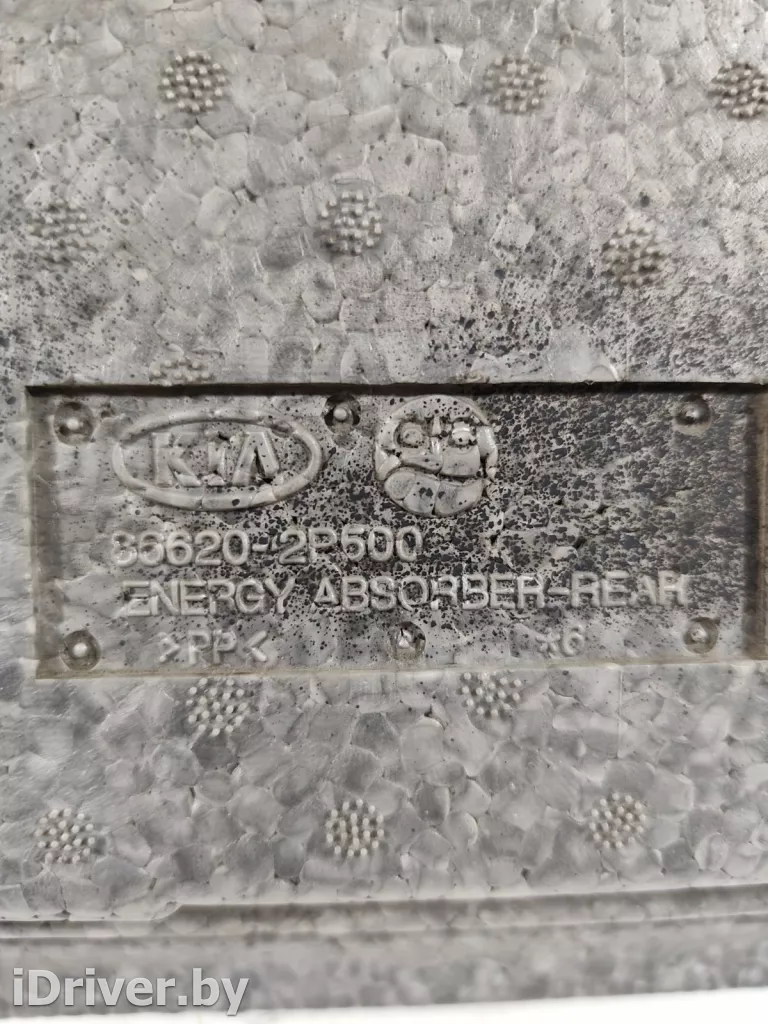 KIA
86620-2P500
ENERGY ABSORBER-REAR
>PP<
iDriver.by